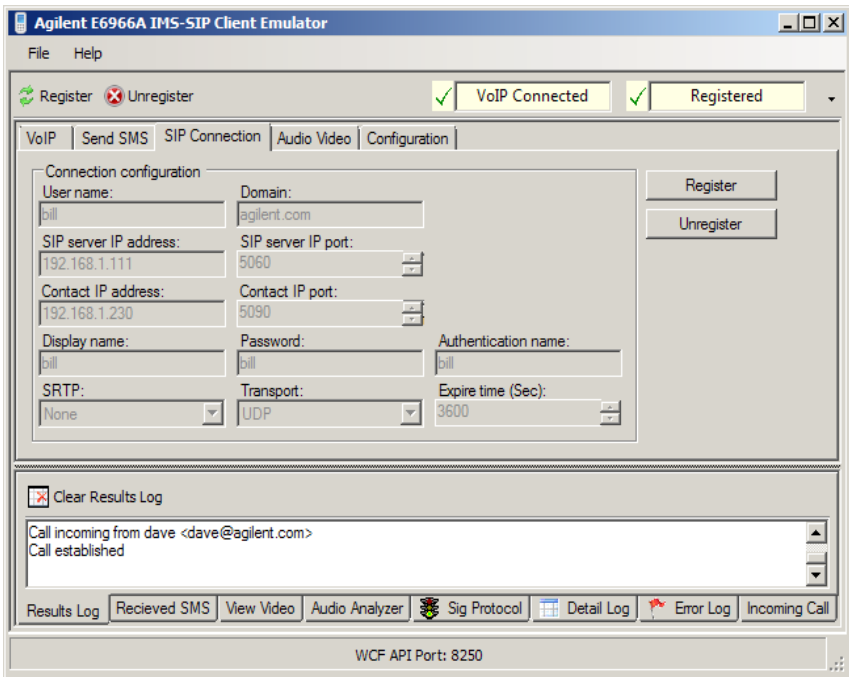 Agilent E6966A IMS-SIP Client Emulator
File Help
Register Unregister VoIP Connected Registered
VoIP Send SMS SIP Connection Audio Video Configuration
Connection configuration
User name: Domain:
bill agilent.com
Register
SIP server IP address: SIP server IP port:
192.168.1.111 5060
Unregister
Contact IP address: Contact IP port:
192.168.1.230 5090
Display name: Password: Authentication name:
bill bill bill
SRTP: Transport: Expire time (Sec):
None UDP 3600
Clear Results Log
Call incoming from dave <dave@agilent.com>
Call established
Results Log Recieved SMS View Video Audio Analyzer Sig Protocol Detail Log Error Log Incoming Call
WCF API Port: 8250